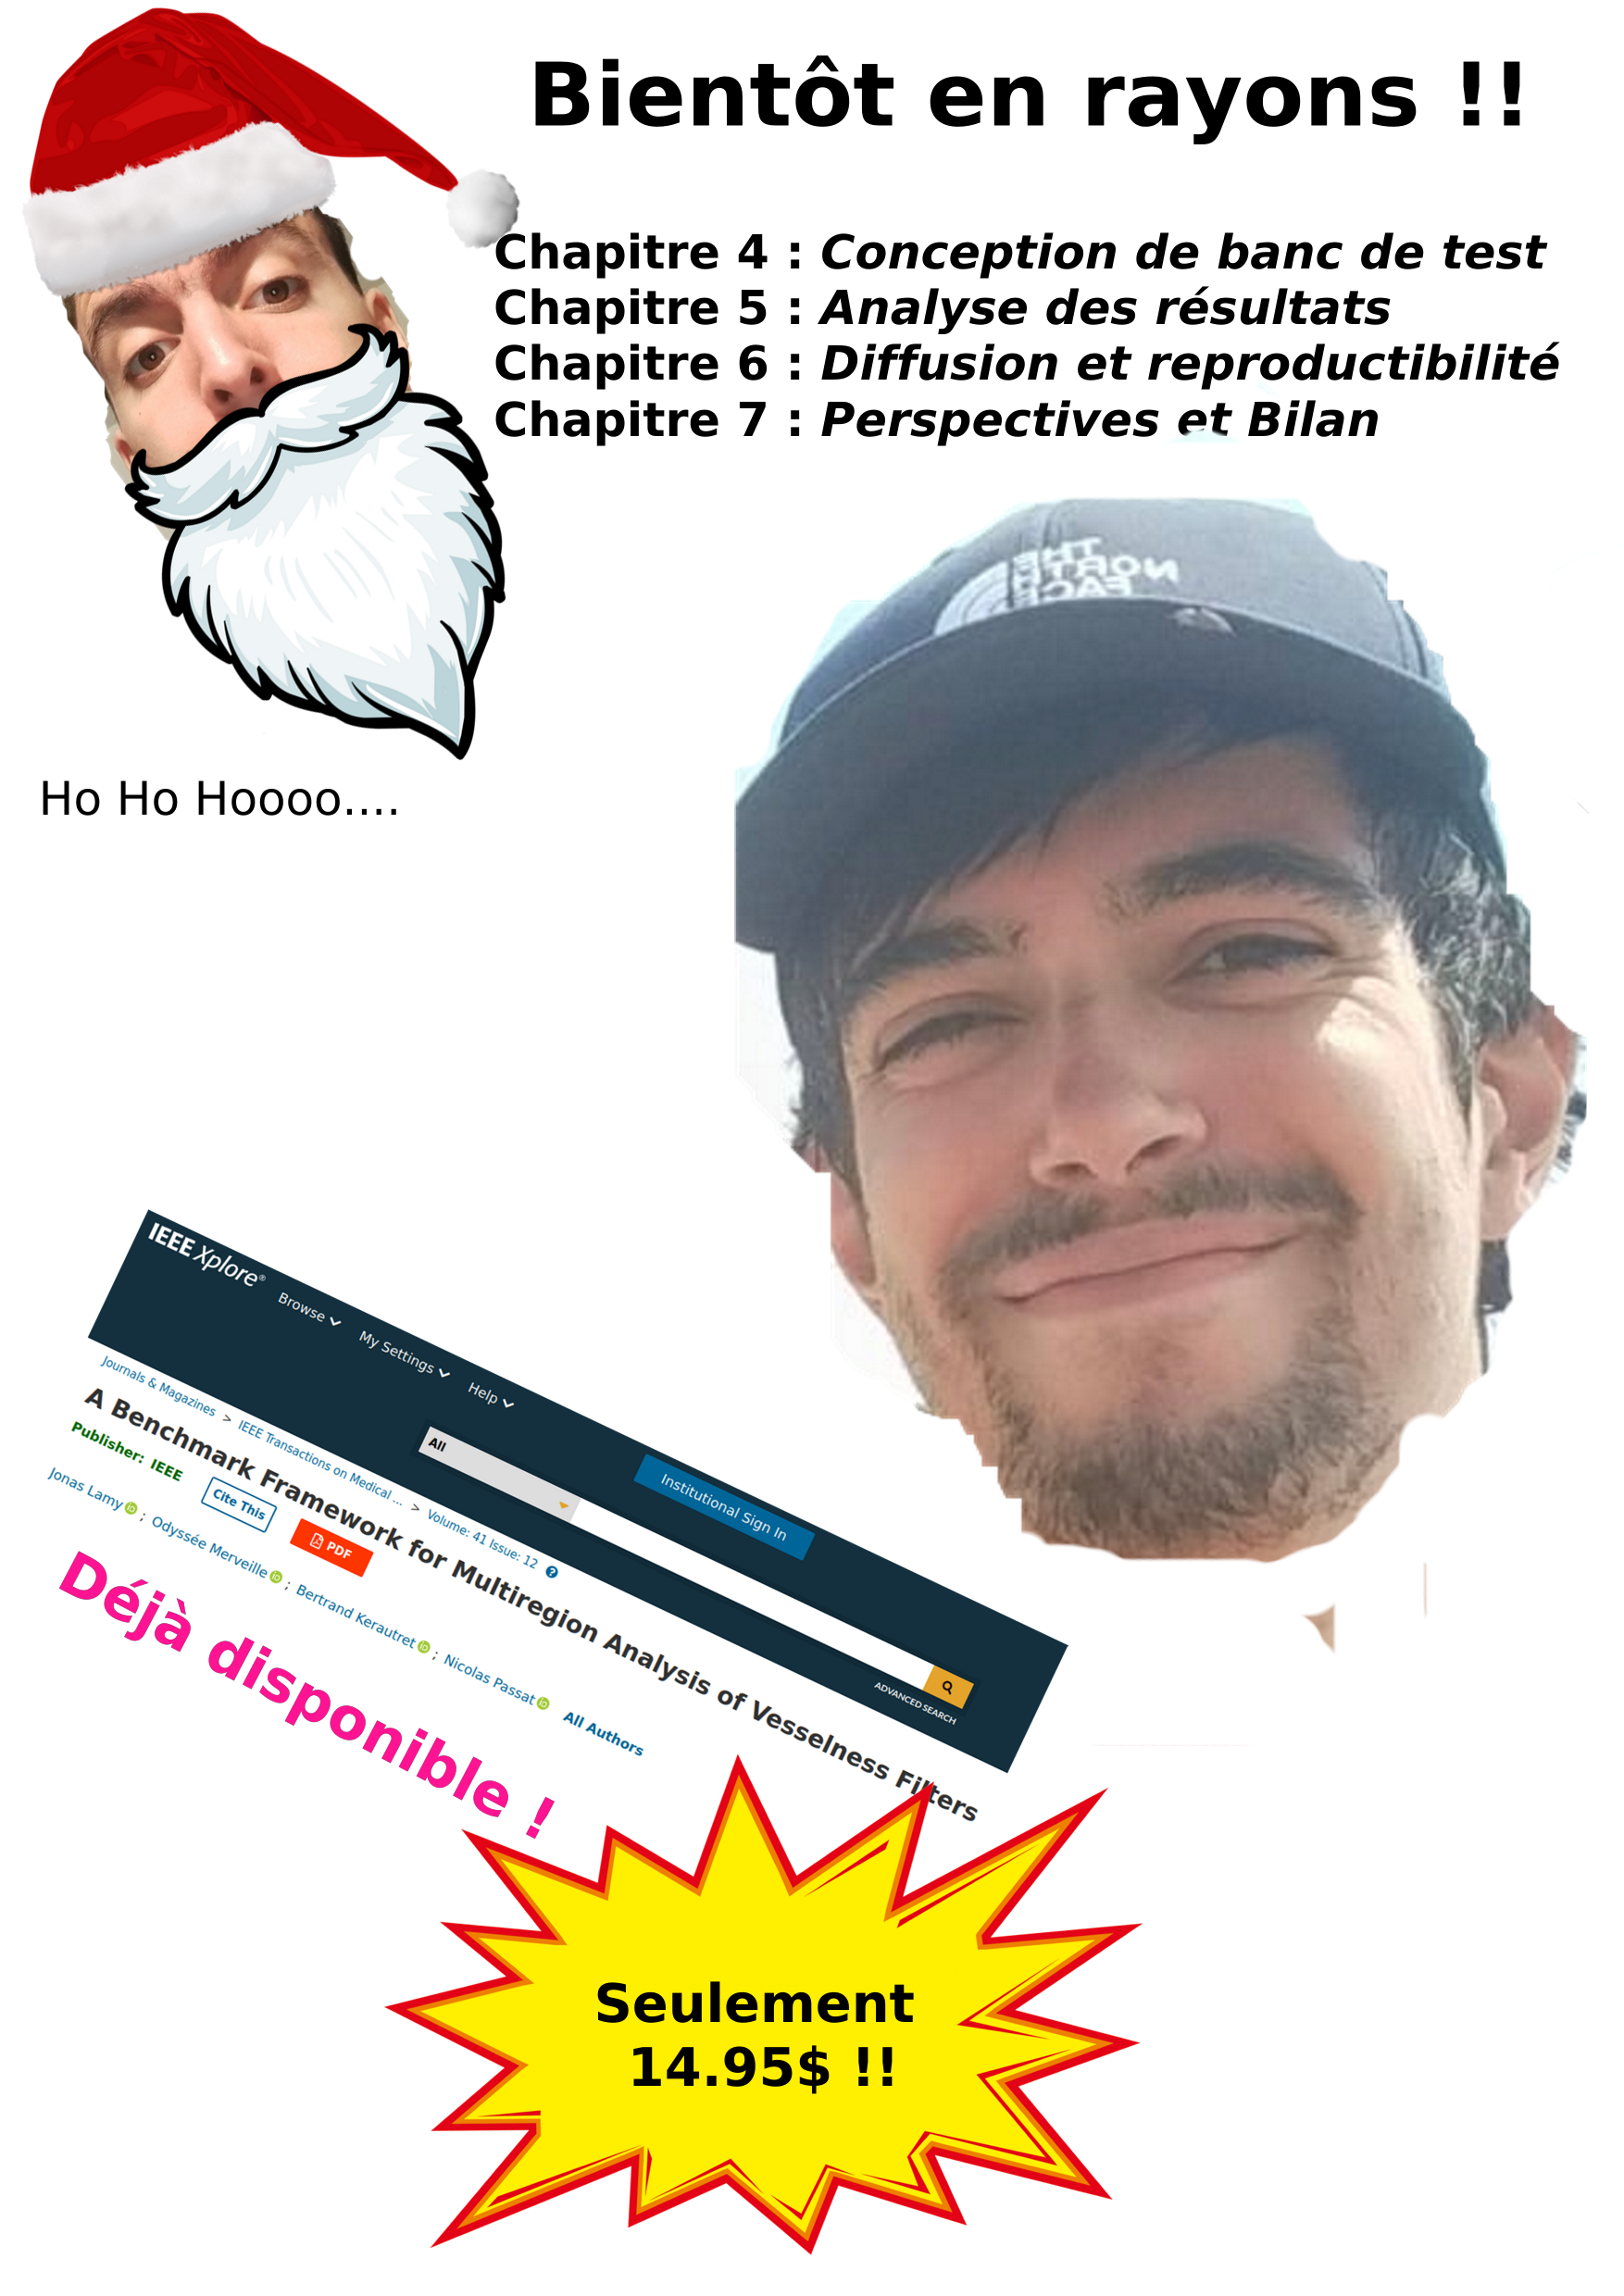 Bientôt en rayons !!
Chapitre 4 : Conception de banc de test
Chapitre 5 : Analyse des résultats
Chapitre 6 : Diffusion et reproductibilité
Chapitre 7 : Perspectives et Bilan
THE
NORTH
FACE
Ho Ho Hoooo....
IEEE Xplore®
Browse
My Settings
Help
Institutional Sign In
All
ADVANCED SEARCH
Journals & Magazines > IEEE Transactions on Medical ... > Volume: 41 Issue: 12
A Benchmark Framework for Multiregion Analysis of Vesselness Filters
Publisher: IEEE
Cite This
PDF
Jonas Lamy ; Odyssée Merveille ; Bertrand Kerautret ; Nicolas Passat All Authors
Déjà disponible !
Seulement
14.95$ !!